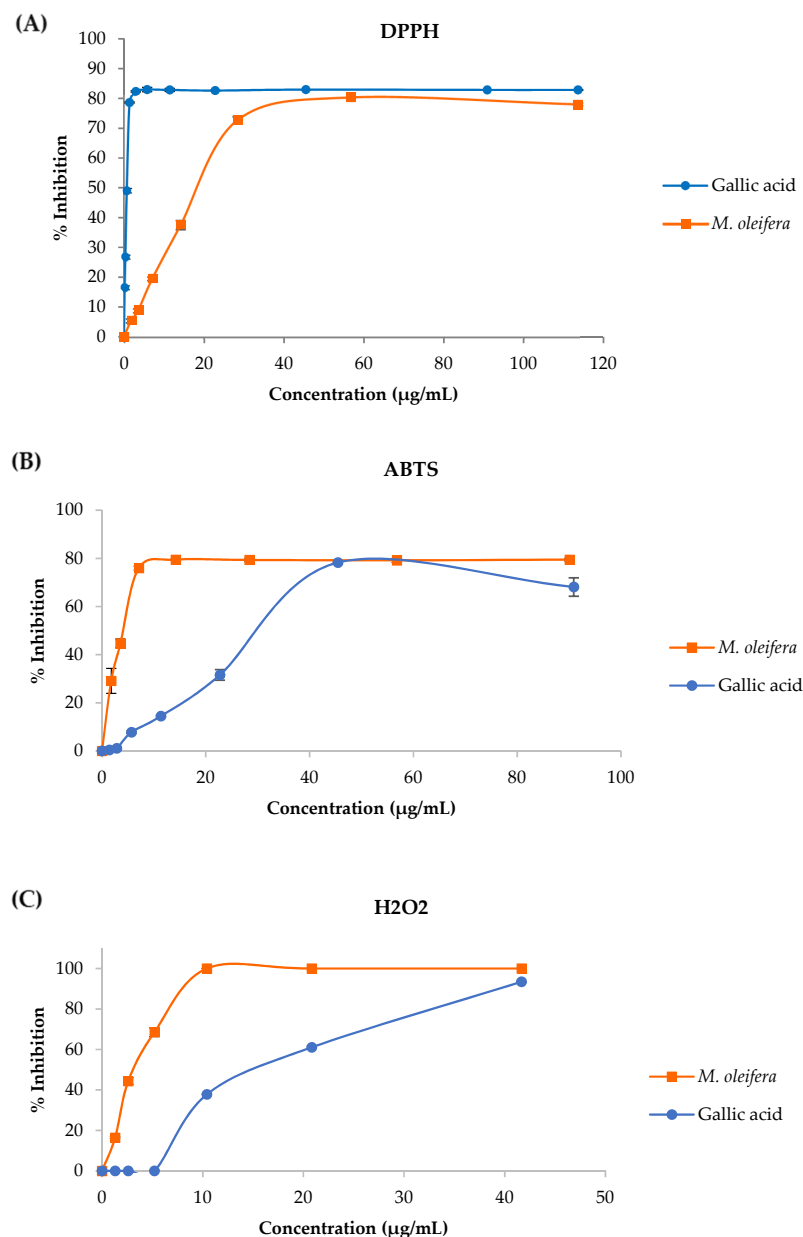 (A)
DPPH
100
90
80
70
60
50
40
30
20
10
0
% Inhibition
0 20 40 60 80 100 120
Concentration (µg/mL)
Gallic acid
M. oleifera
(B)
ABTS
100
80
60
40
20
0
% Inhibition
0 20 40 60 80 100
Concentration (µg/mL)
M. oleifera
Gallic acid
(C)
H2O2
100
80
60
40
20
0
% Inhibition
0 10 20 30 40 50
Concentration (µg/mL)
M. oleifera
Gallic acid